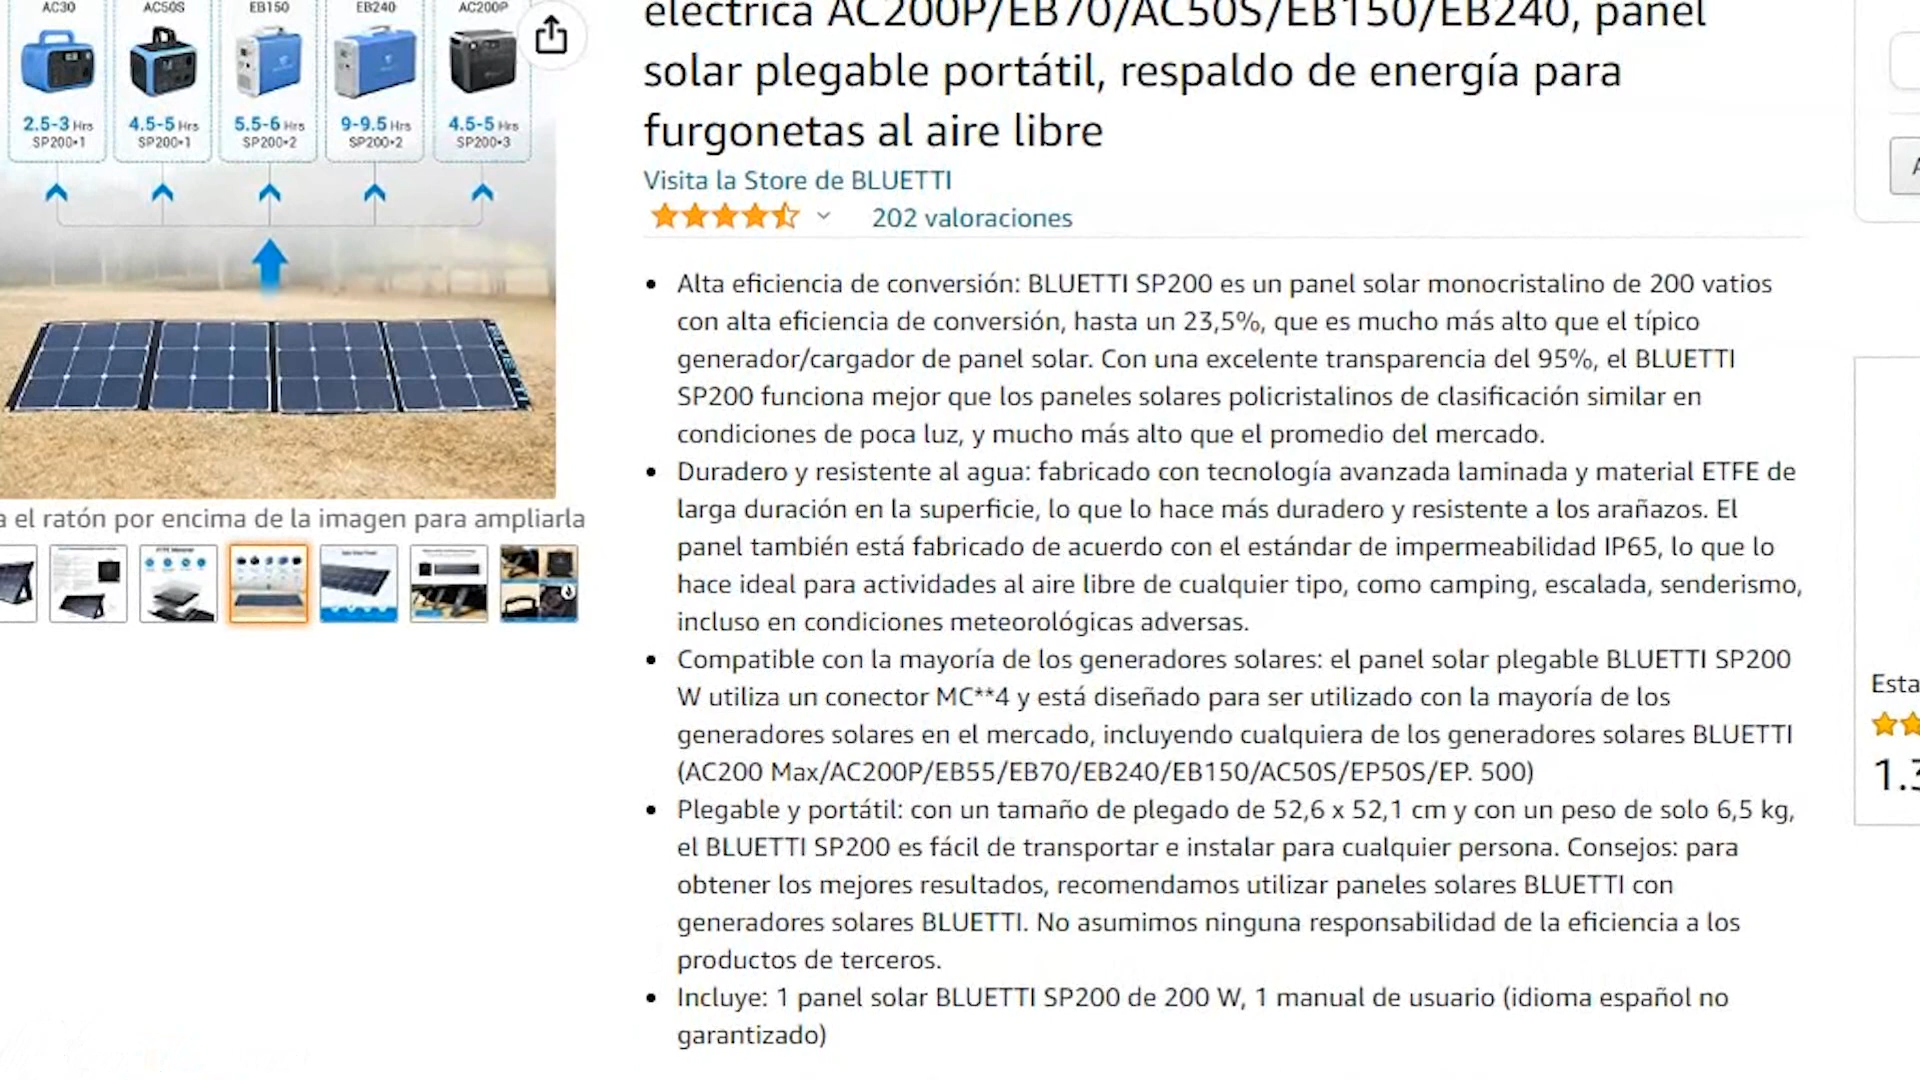 AC30 AC50S EB150 EB240 AC200P
2.5-3 Hrs 4.5-5 Hrs 5.5-6 Hrs 9-9.5 Hrs 4.5-5 Hrs
SP200*1 SP200*1 SP200*2 SP200*2 SP200*3
a el ratón por encima de la imagen para ampliarla
eléctrica AC200P/EB70/AC50S/EB150/EB240, panel
solar plegable portátil, respaldo de energía para
furgonetas al aire libre
Visita la Store de BLUETTI
202 valoraciones
• Alta eficiencia de conversión: BLUETTI SP200 es un panel solar monocristalino de 200 vatios
con alta eficiencia de conversión, hasta un 23,5%, que es mucho más alto que el típico
generador/cargador de panel solar. Con una excelente transparencia del 95%, el BLUETTI
SP200 funciona mejor que los paneles solares policristalinos de clasificación similar en
condiciones de poca luz, y mucho más alto que el promedio del mercado.
• Duradero y resistente al agua: fabricado con tecnología avanzada laminada y material ETFE de
larga duración en la superficie, lo que lo hace más duradero y resistente a los arañazos. El
panel también está fabricado de acuerdo con el estándar de impermeabilidad IP65, lo que lo
hace ideal para actividades al aire libre de cualquier tipo, como camping, escalada, senderismo,
incluso en condiciones meteorológicas adversas.
• Compatible con la mayoría de los generadores solares: el panel solar plegable BLUETTI SP200
W utiliza un conector MC**4 y está diseñado para ser utilizado con la mayoría de los
generadores solares en el mercado, incluyendo cualquiera de los generadores solares BLUETTI
(AC200 Max/AC200P/EB55/EB70/EB240/EB150/AC50S/EP50S/EP. 500)
• Plegable y portátil: con un tamaño de plegado de 52,6 x 52,1 cm y con un peso de solo 6,5 kg,
el BLUETTI SP200 es fácil de transportar e instalar para cualquier persona. Consejos: para
obtener los mejores resultados, recomendamos utilizar paneles solares BLUETTI con
generadores solares BLUETTI. No asumimos ninguna responsabilidad de la eficiencia a los
productos de terceros.
• Incluye: 1 panel solar BLUETTI SP200 de 200 W, 1 manual de usuario (idioma español no
garantizado)
Esta
1.3